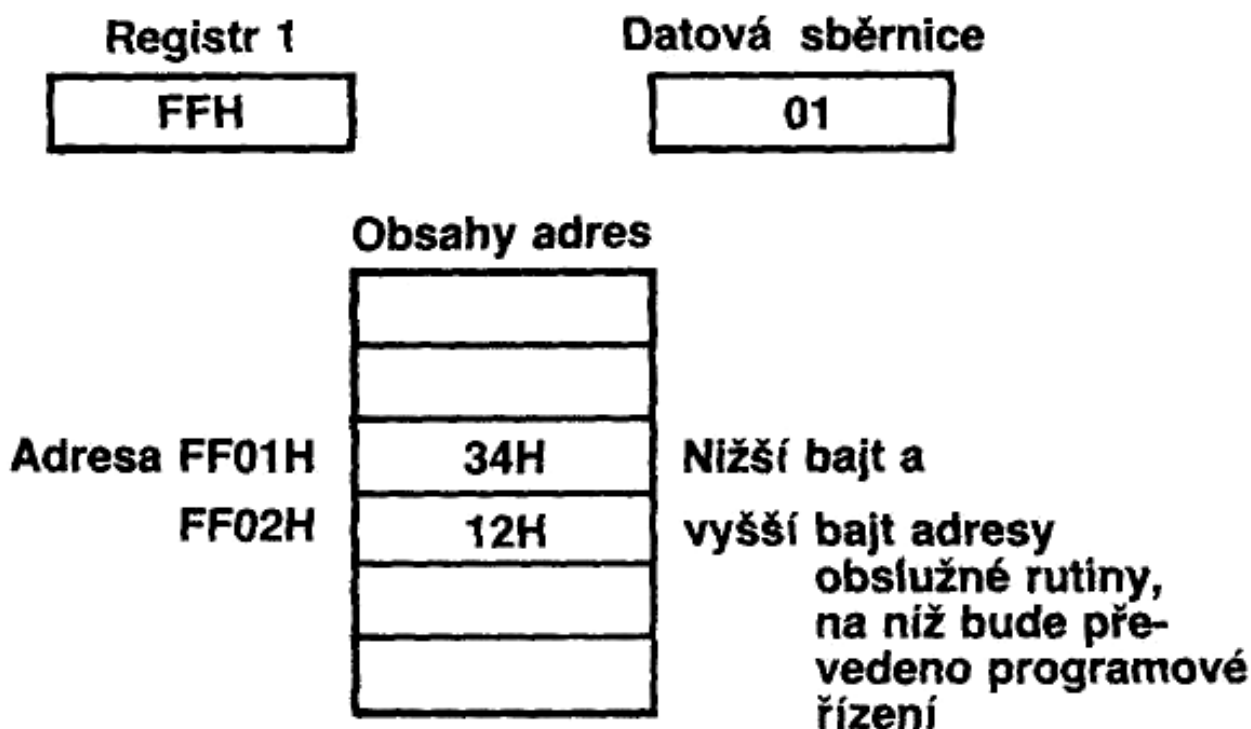 Registr 1
Datová sběrnice
FFH
01
Obsahy adres
Adresa FF01H
34H
Nižší bajt a
FF02H
12H
vyšší bajt adresy
obslužné rutiny,
na níž bude pře-
vedeno programové
řízení